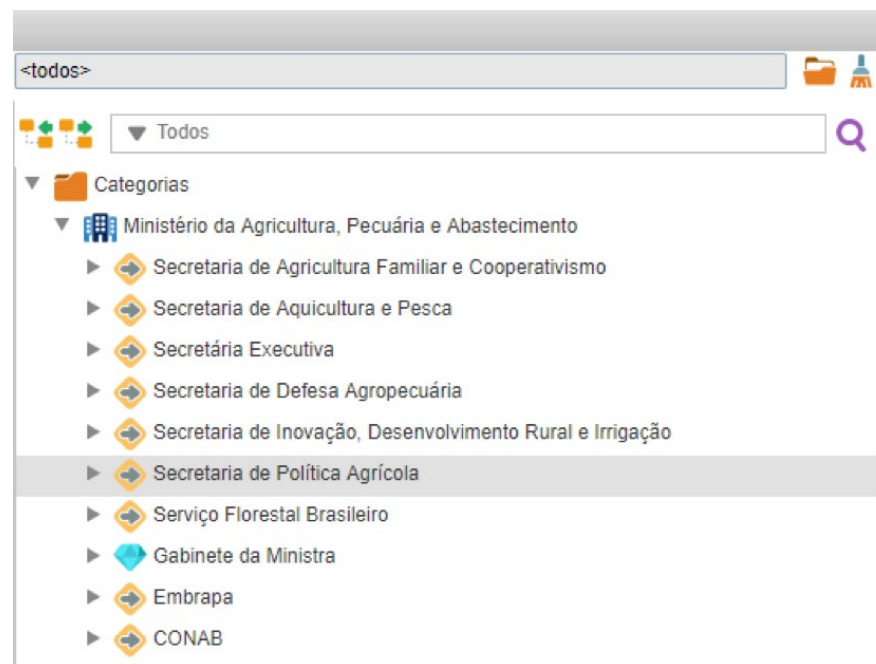 <todos>
Todos
Categorias
Ministério da Agricultura, Pecuária e Abastecimento
Secretaria de Agricultura Familiar e Cooperativismo
Secretaria de Aquicultura e Pesca
Secretária Executiva
Secretaria de Defesa Agropecuária
Secretaria de Inovação, Desenvolvimento Rural e Irrigação
Secretaria de Política Agrícola
Serviço Florestal Brasileiro
Gabinete da Ministra
Embrapa
CONAB